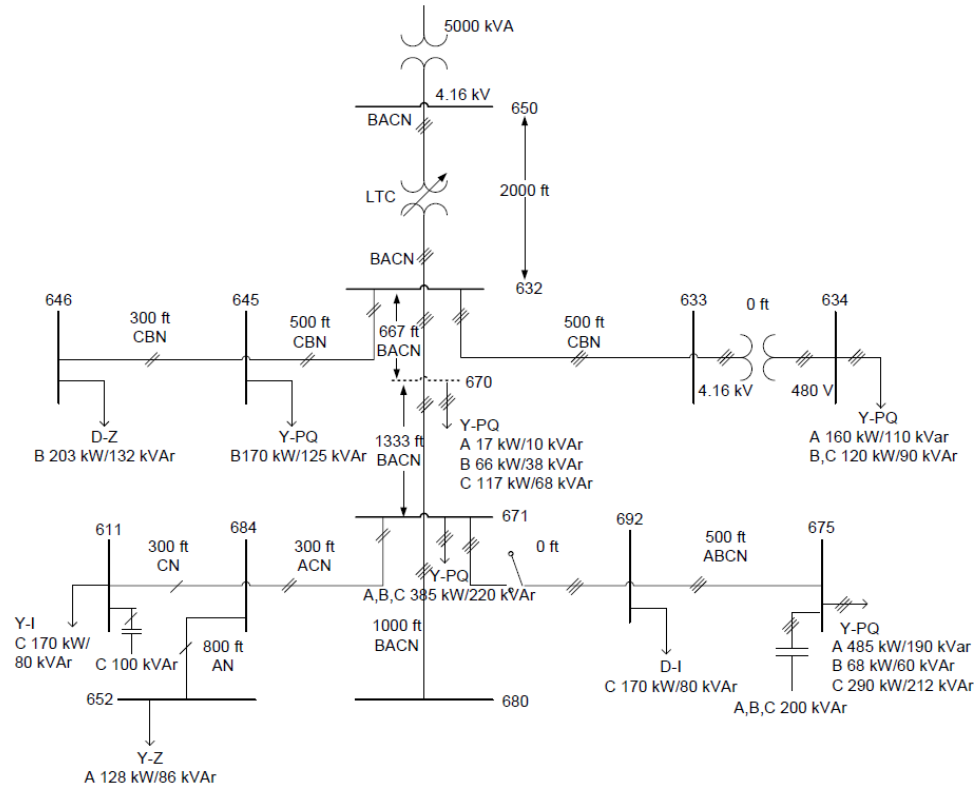 5000 kVA
4.16 kV
650
BACN
LTC
2000 ft
BACN
632
646
645
633
0 ft
634
300 ft
CBN
500 ft
CBN
667 ft
BACN
500 ft
CBN
670
4.16 kV
480 V
D-Z
B 203 kW/132 kVAr
Y-PQ
B170 kW/125 kVAr
1333 ft
BACN
Y-PQ
A 17 kW/10 kVAr
B 66 kW/38 kVAr
C 117 kW/68 kVAr
Y-PQ
A 160 kW/110 kVar
B,C 120 kW/90 kVAr
671
611
684
692
675
300 ft
CN
300 ft
ACN
0 ft
500 ft
ABCN
Y-PQ
A,B,C 385 kW/220 kVAr
Y-I
C 170 kW/
80 kVAr
C 100 kVAr
800 ft
AN
1000 ft
BACN
D-I
C 170 kW/80 kVAr
Y-PQ
A 485 kW/190 kVar
B 68 kW/60 kVAr
C 290 kW/212 kVAr
A,B,C 200 kVAr
652
680
Y-Z
A 128 kW/86 kVAr